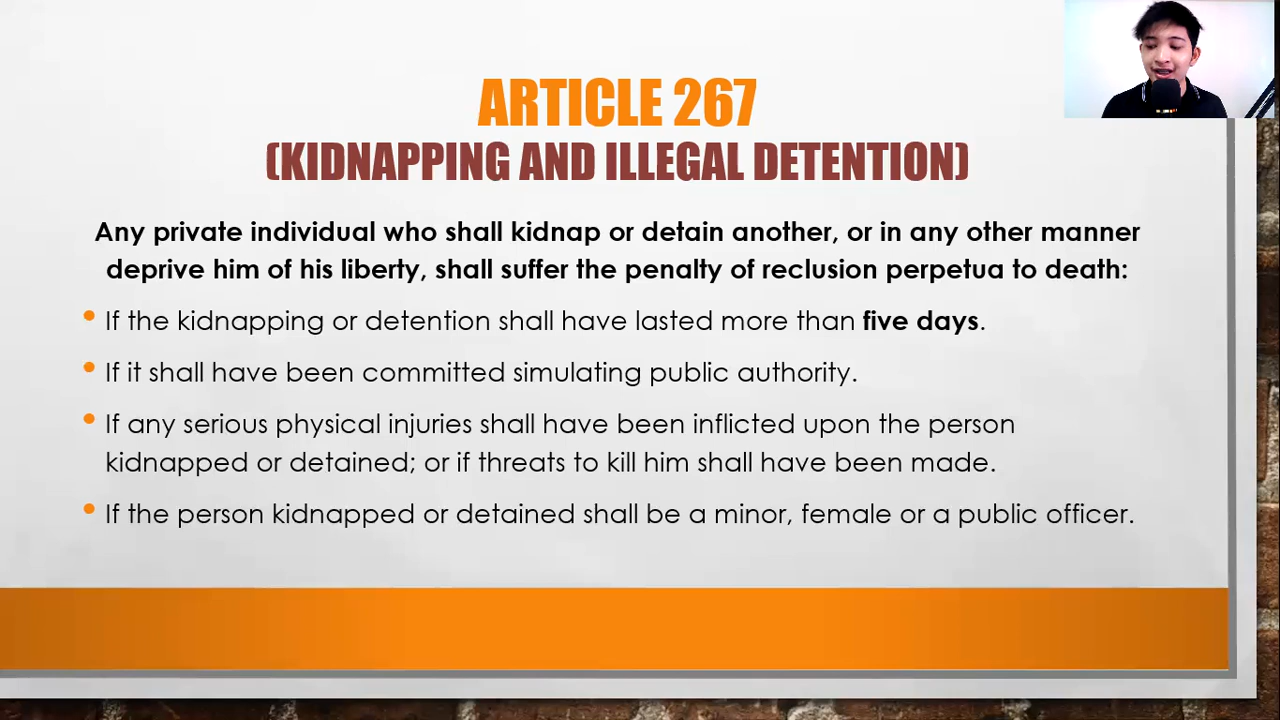 ARTICLE 267
(KIDNAPPING AND ILLEGAL DETENTION)
Any private individual who shall kidnap or detain another, or in any other manner
deprive him of his liberty, shall suffer the penalty of reclusion perpetua to death:
• If the kidnapping or detention shall have lasted more than five days.
• If it shall have been committed simulating public authority.
• If any serious physical injuries shall have been inflicted upon the person
kidnapped or detained; or if threats to kill him shall have been made.
• If the person kidnapped or detained shall be a minor, female or a public officer.